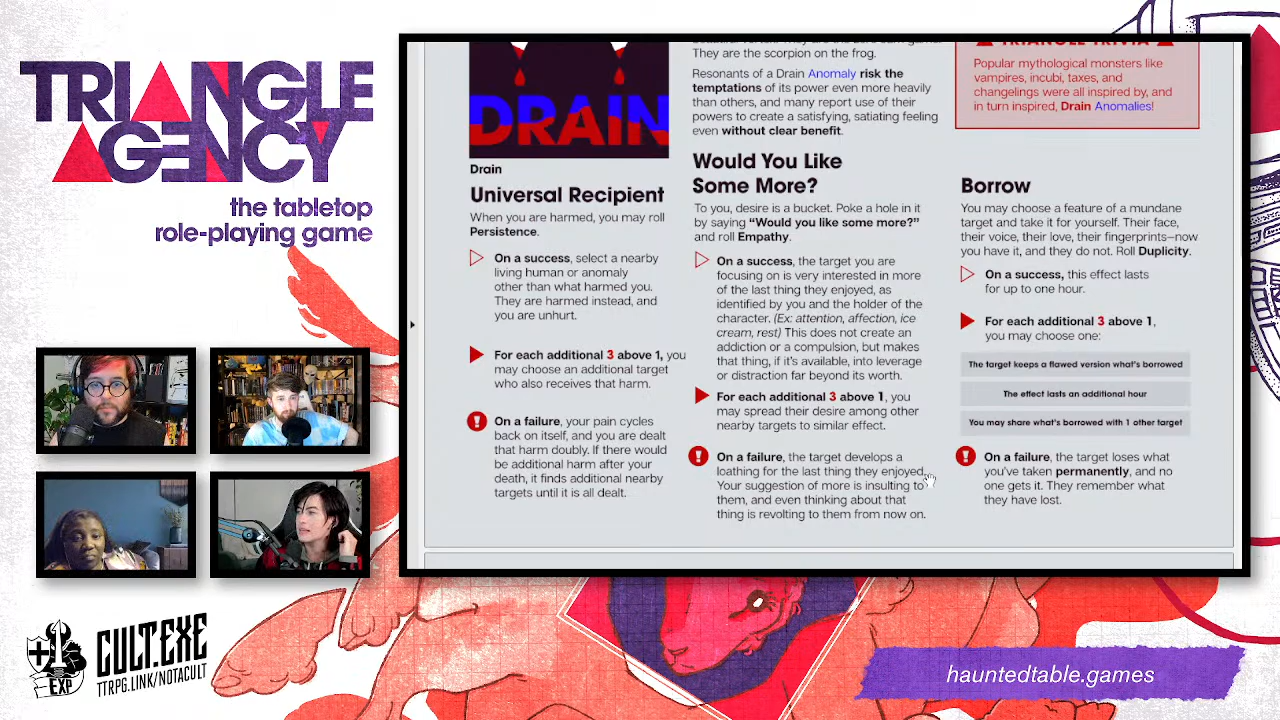 TRIANGLE
AGENCY
the tabletop
role-playing game
DRAIN
Drain
Universal Recipient
When you are harmed, you may roll
Persistence.
On a success, select a nearby
living human or anomaly
other than what harmed you.
They are harmed instead, and
you are unhurt.
For each additional 3 above 1, you
may choose an additional target
who also receives that harm.
On a failure, your pain cycles
back on itself, and you are dealt
that harm doubly. If there would
be additional harm after your
death, it finds additional nearby
targets until it is all dealt.
They are the scorpion on the frog.
Resonants of a Drain Anomaly risk the
temptations of its power even more heavily
than others, and many report use of their
powers to create a satisfying, satiating feeling
even without clear benefit.
Would You Like
Some More?
To you, desire is a bucket. Poke a hole in it
by saying “Would you like some more?”
and roll Empathy.
On a success, the target you are
focusing on is very interested in more
of the last thing they enjoyed, as
identified by you and the holder of the
character. (Ex: attention, affection, ice
cream, rest) This does not create an
addiction or a compulsion, but makes
that thing, if it's available, into leverage
or distraction far beyond its worth.
For each additional 3 above 1, you
may spread their desire among other
nearby targets to similar effect.
On a failure, the target develops a
loathing for the last thing they enjoyed.
Your suggestion of more is insulting to
them, and even thinking about that
thing is revolting to them from now on.
TRIANGLE TRIVIA
Popular mythological monsters like
vampires, incubi, taxes, and
changelings were all inspired by, and
in turn inspired, Drain Anomalies!
Borrow
You may choose a feature of a mundane
target and take it for yourself. Their face,
their voice, their love, their fingerprints—now
you have it, and they do not. Roll Duplicity.
On a success, this effect lasts
for up to one hour.
For each additional 3 above 1,
you may choose one:
The target keeps a flawed version what's borrowed
The effect lasts an additional hour
You may share what's borrowed with 1 other target
On a failure, the target loses what
you've taken permanently, and no
one gets it. They remember what
they have lost.
EXP
CULT.EXE
TTRPG.LINK/NOTACULT
hauntedtable.games